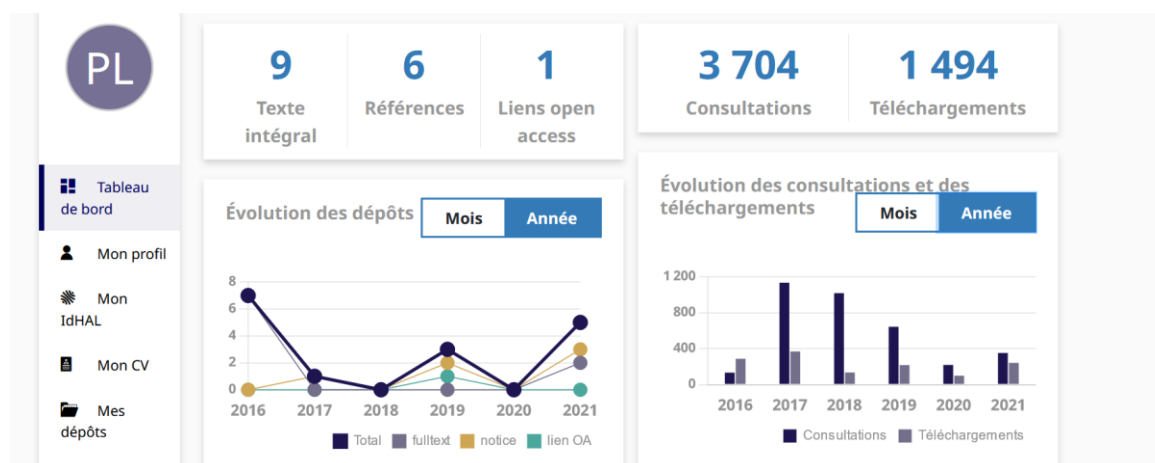 PL
Tableau
de bord
Mon profil
Mon
IdHAL
Mon CV
Mes
dépôts
9
Texte
intégral
6
Références
1
Liens open
access
3 704
Consultations
1 494
Téléchargements
Évolution des dépôts
Mois
Année
8
6
4
2
0
2016 2017 2018 2019 2020 2021
Total fulltext notice lien OA
Évolution des consultations et des
téléchargements
Mois
Année
1 200
800
400
0
2016 2017 2018 2019 2020 2021
Consultations Téléchargements